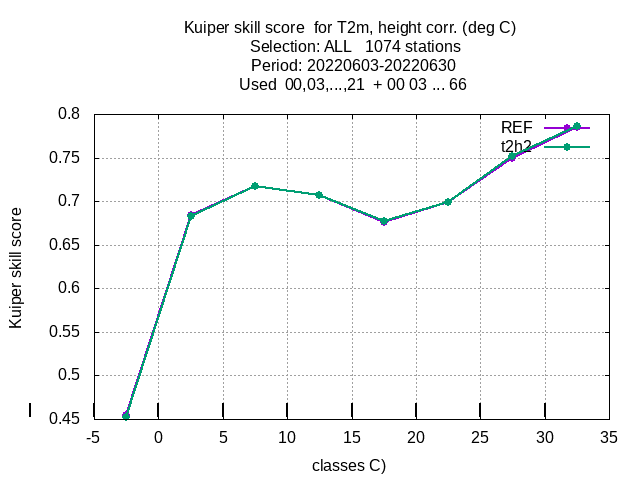 Kuiper skill score  for T2m, height corr. (deg C)
Selection: ALL   1074 stations
Period: 20220603-20220630
Used  00,03,...,21  + 00 03 ... 66
REF
t2h2
0.8
0.75
0.7
0.65
0.6
0.55
0.5
0.45
Kuiper skill score
-5 0 5 10 15 20 25 30 35
classes C)